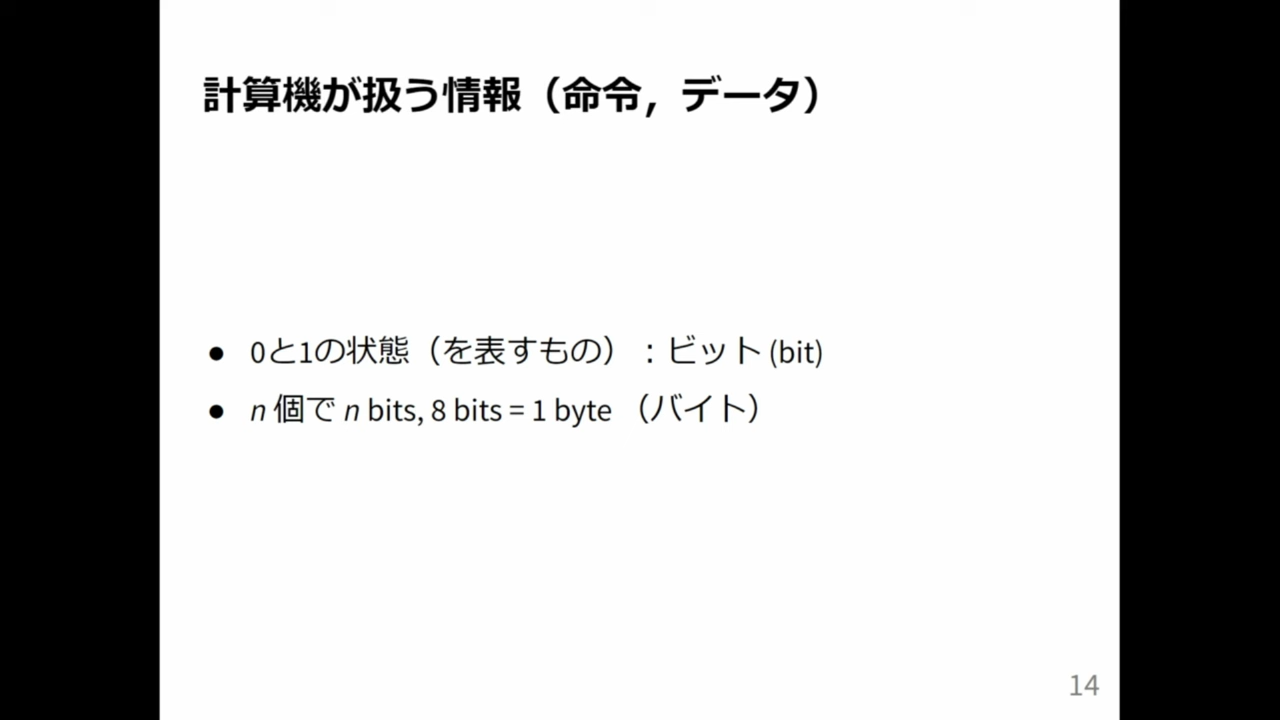 計算機が扱う情報（命令，データ）
● 0と1の状態（を表すもの）：ビット (bit)
● n 個で n bits, 8 bits = 1 byte （バイト）
14